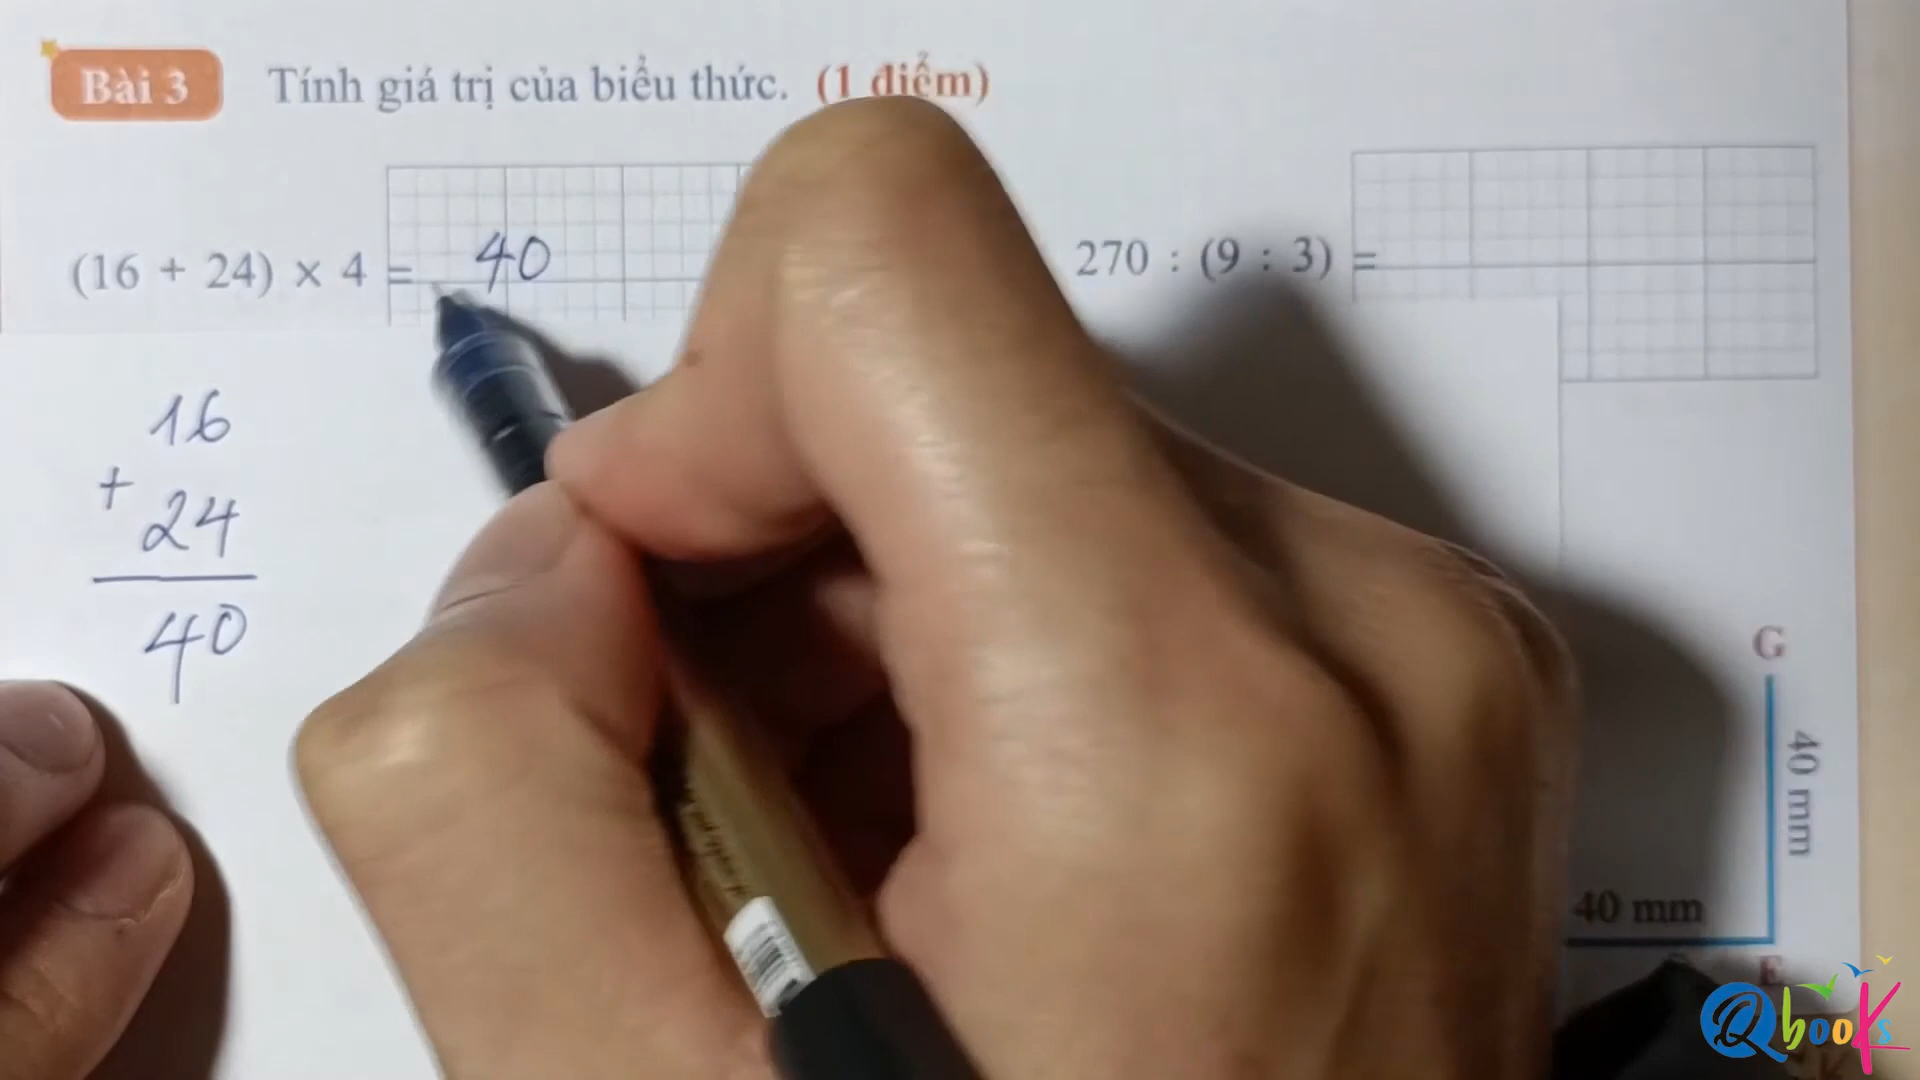 Bài 3 Tính giá trị của biểu thức. (1 điểm)
(16 + 24) × 4 = 40
270 : (9 : 3) =
16
+
24
40
G
40 mm
40 mm
E
Qbooks